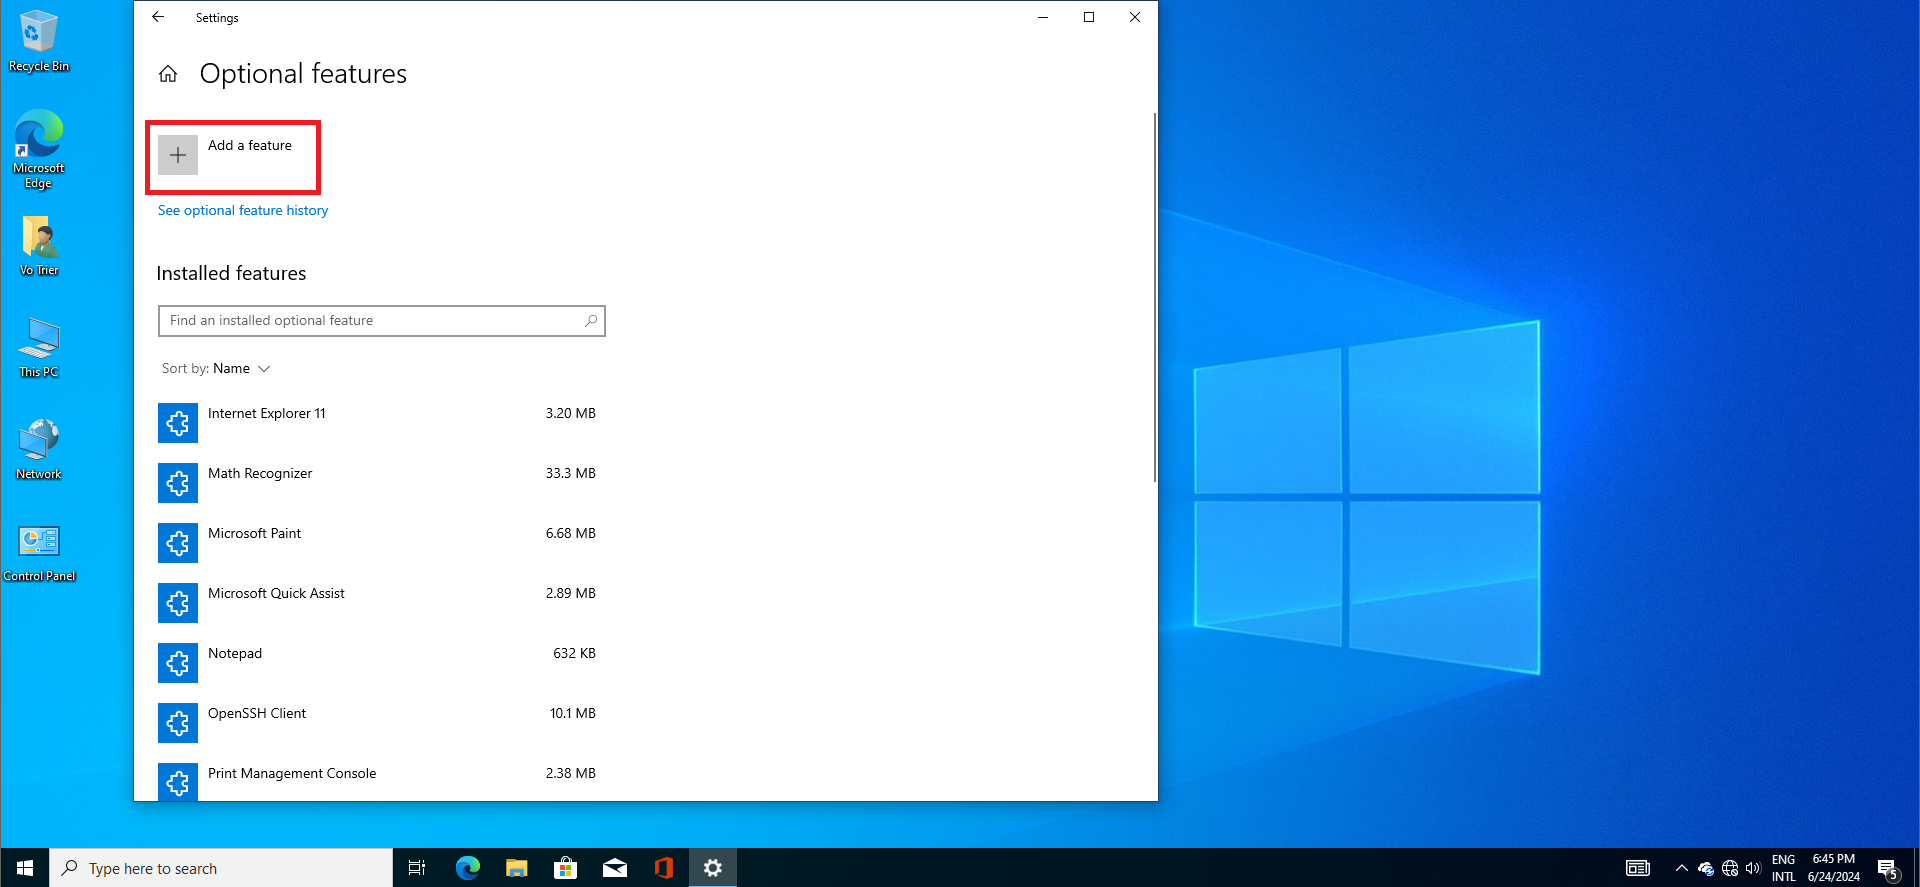 Settings
Optional features
Add a feature
See optional feature history
Installed features
Find an installed optional feature
Sort by: Name
Internet Explorer 11 3.20 MB
Math Recognizer 33.3 MB
Microsoft Paint 6.68 MB
Microsoft Quick Assist 2.89 MB
Notepad 632 KB
OpenSSH Client 10.1 MB
Print Management Console 2.38 MB
Recycle Bin
Microsoft
Edge
Vo Trier
This PC
Network
Control Panel
Type here to search
ENG
INTL
6:45 PM
6/24/2024
5